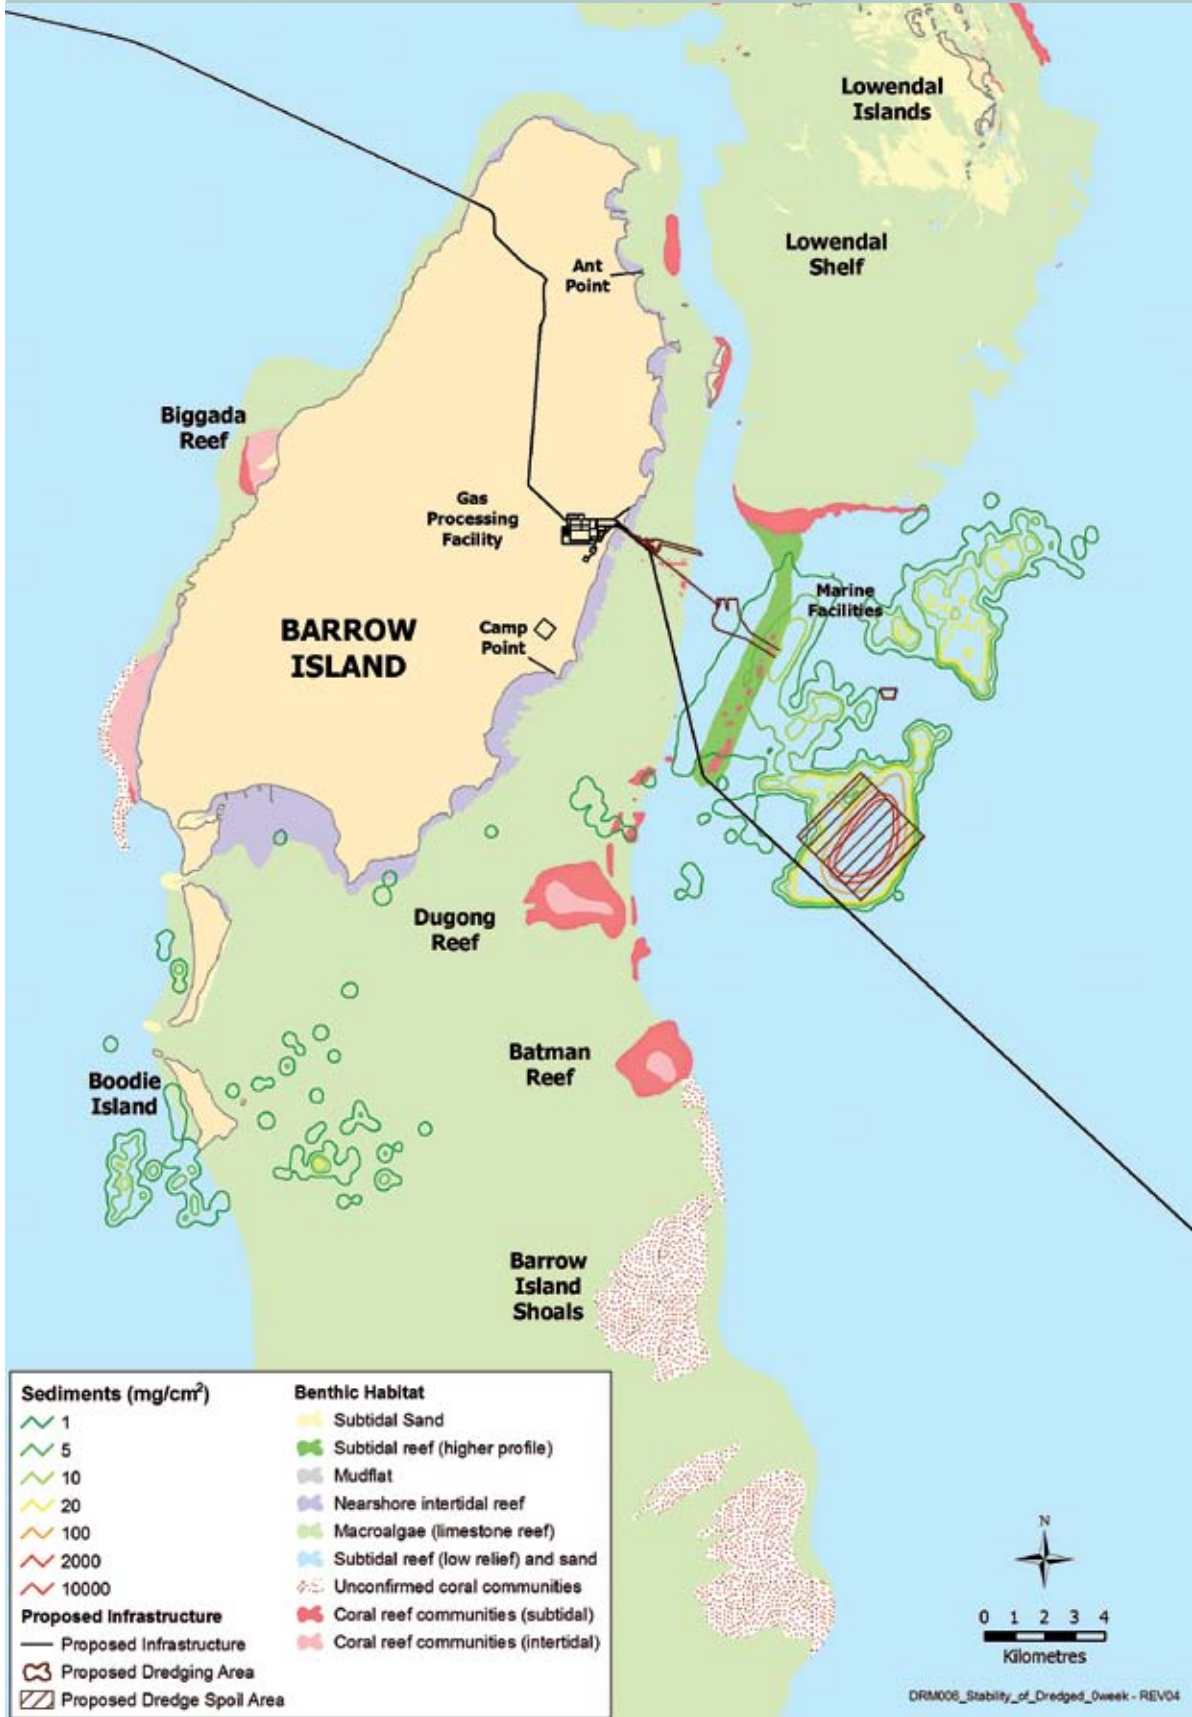 Lowendal
Islands
Lowendal
Shelf
Ant
Point
Biggada
Reef
Gas
Processing
Facility
Marine
Facilities
BARROW
ISLAND
Camp
Point
Dugong
Reef
Batman
Reef
Boodie
Island
Barrow
Island
Shoals
Sediments (mg/cm²)
1
5
10
20
100
2000
10000
Proposed Infrastructure
Proposed Infrastructure
Proposed Dredging Area
Proposed Dredge Spoil Area
Benthic Habitat
Subtidal Sand
Subtidal reef (higher profile)
Mudflat
Nearshore intertidal reef
Macroalgae (limestone reef)
Subtidal reef (low relief) and sand
Unconfirmed coral communities
Coral reef communities (subtidal)
Coral reef communities (intertidal)
N
0 1 2 3 4
Kilometres
DRM006_Stability_of_Dredged_0week - REV04